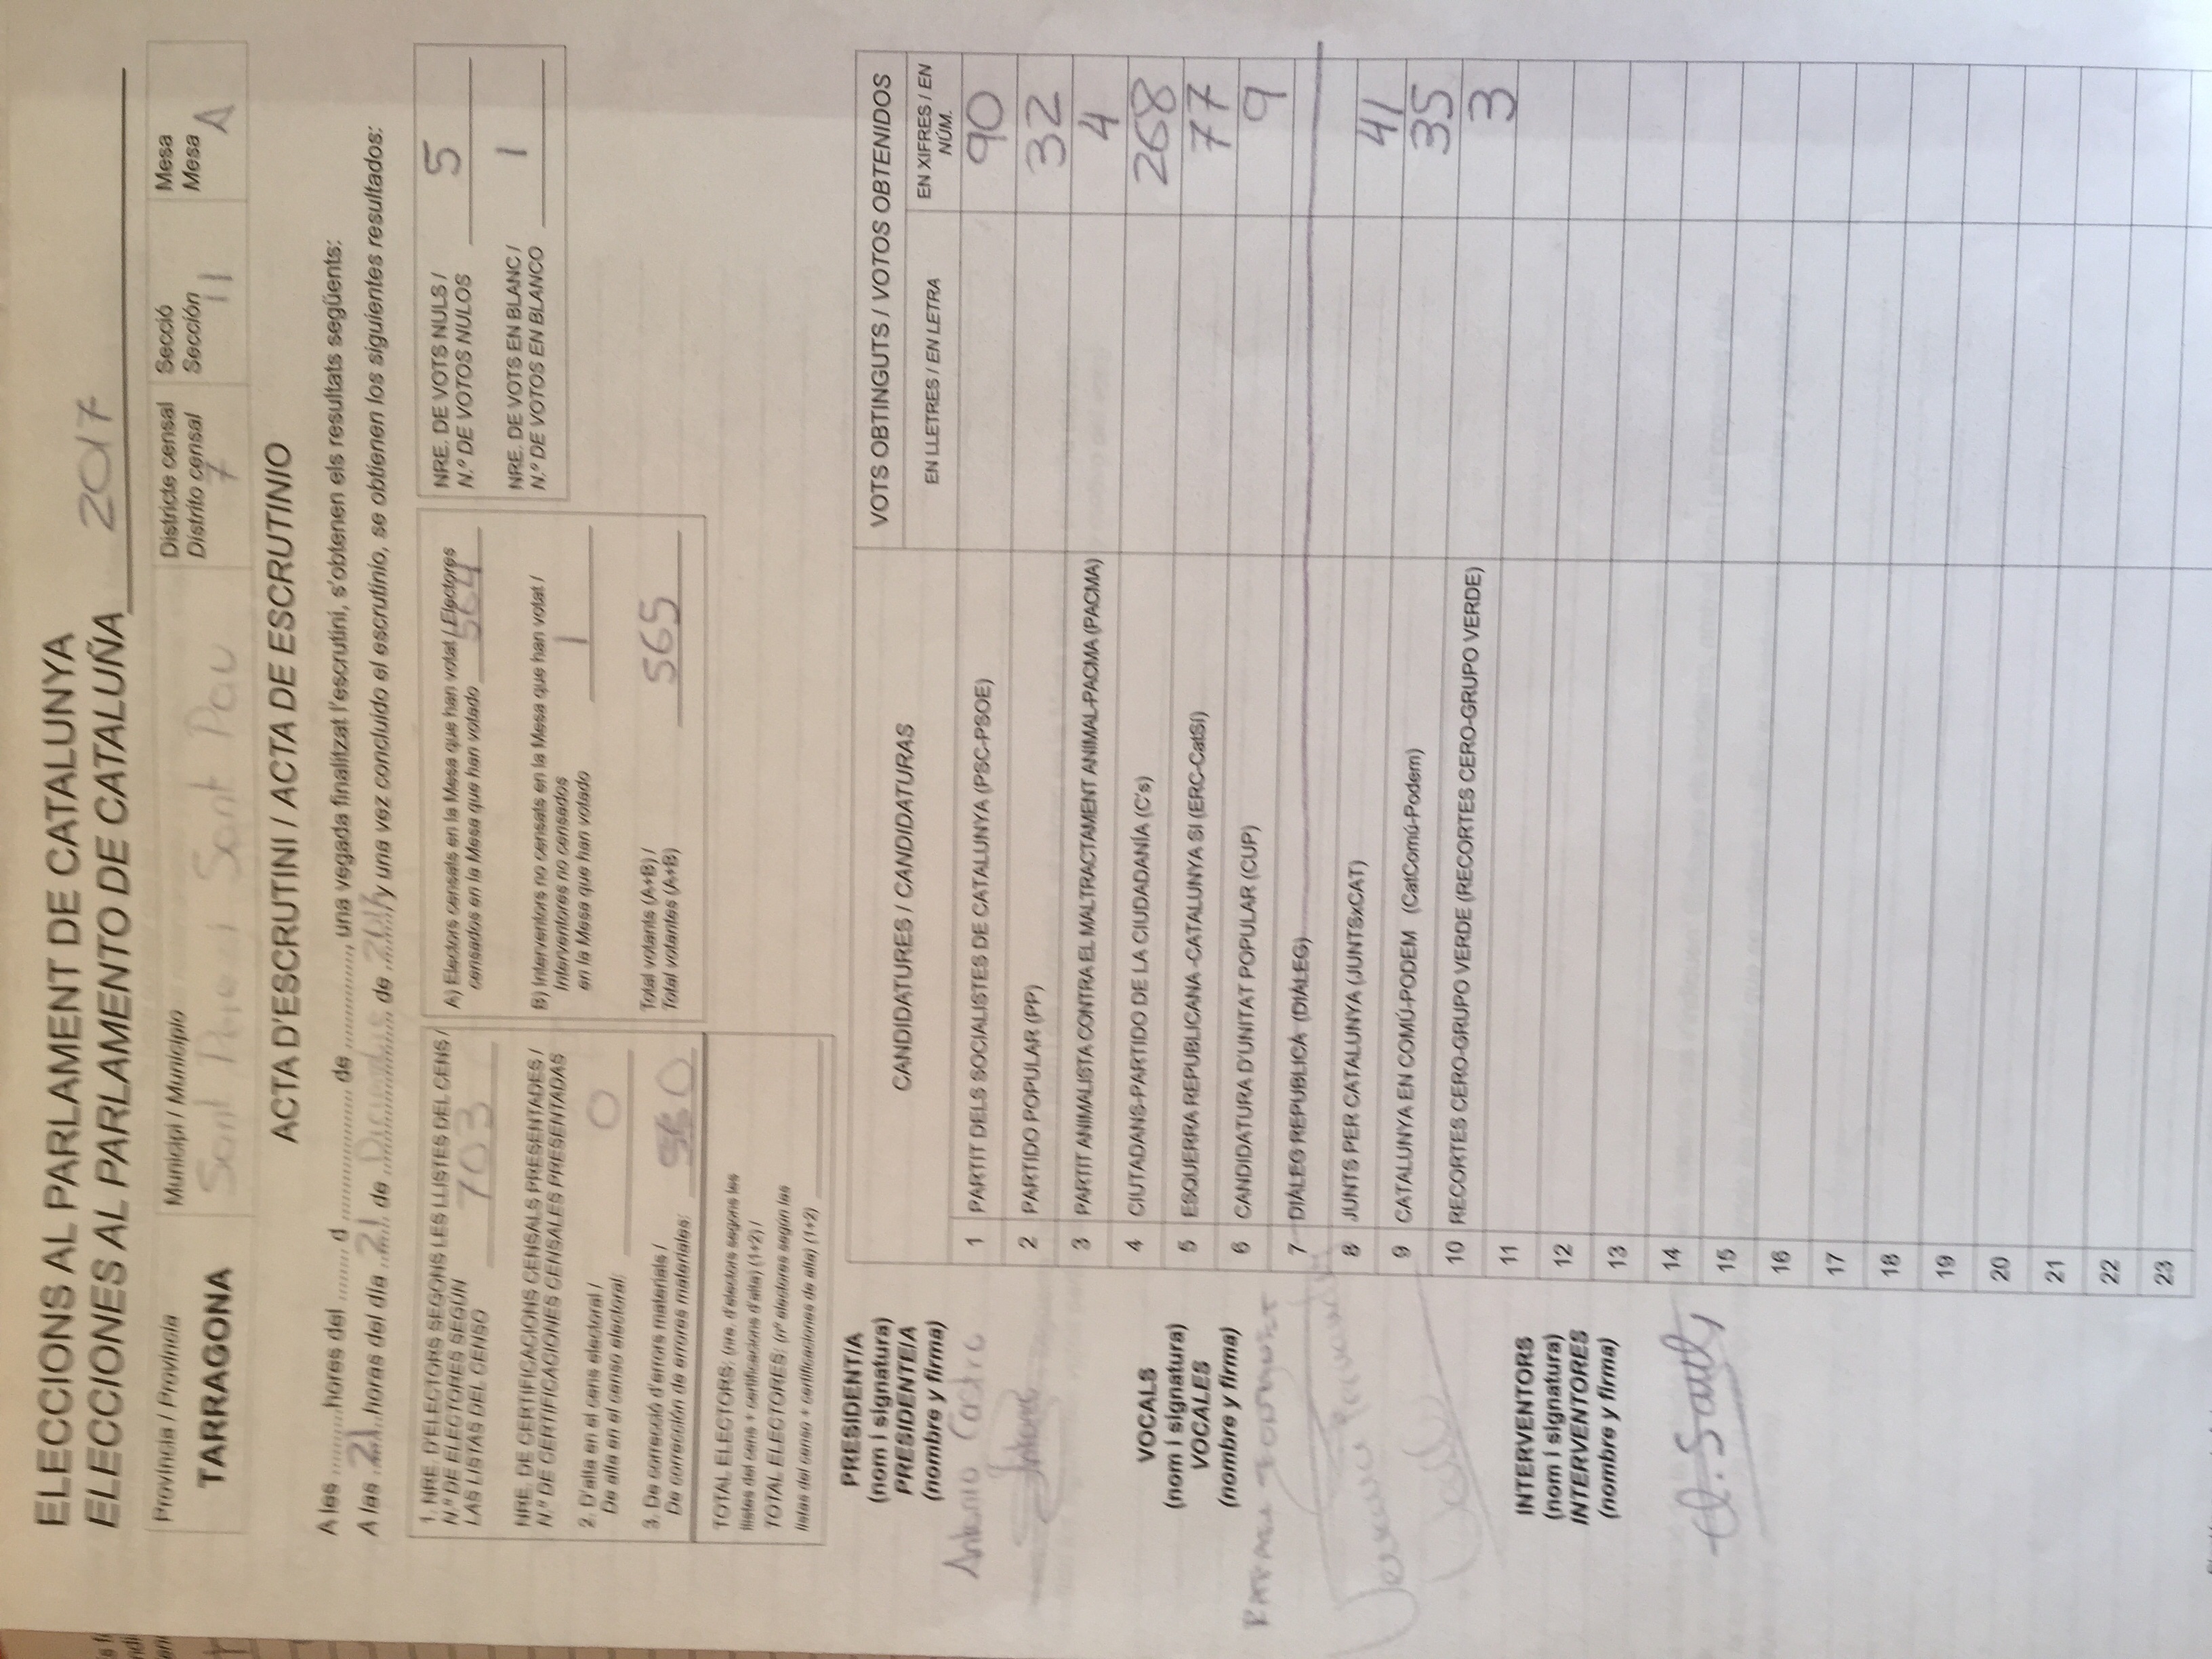 ELECCIONS AL PARLAMENT DE CATALUNYA
ELECCIONES AL PARLAMENTO DE CATALUÑA 2017
Província / Provincia
TARRAGONA
Municipi / Municipio
Sant Pere i Sant Pau
Districte censal
Distrito censal
7
Secció
Sección
11
Mesa
Mesa
A
ACTA D'ESCRUTINI / ACTA DE ESCRUTINIO
A les ..........hores del ........ d .................... de ..............., una vegada finalitzat l'escrutini, s'obtenen els resultats següents:
A las 21 horas del día 21 de Diciembre de 2017 y una vez concluido el escrutinio, se obtienen los siguientes resultados:
1. NRE. D'ELECTORS SEGONS LES LLISTES DEL CENS /
N.º DE ELECTORES SEGÚN
LAS LISTAS DEL CENSO 703
NRE. DE CERTIFICACIONS CENSALS PRESENTADES /
N.º DE CERTIFICACIONES CENSALES PRESENTADAS
2. D'alta en el cens electoral /
De alta en el censo electoral: 0
3. De correcció d'errors materials /
De corrección de errores materiales: 0
TOTAL ELECTORS: (nre. d'electors segons les
llistes del cens + certificacions d'alta) (1+2) /
TOTAL ELECTORES: (nº electores según las
listas del censo + certificaciones de alta) (1+2)
A) Electors censats en la Mesa que han votat / Electores
censados en la Mesa que han votado 564
B) Interventors no censats en la Mesa que han votat /
Interventores no censados
en la Mesa que han votado 1
Total votants (A+B) /
Total votantes (A+B) 565
NRE. DE VOTS NULS /
N.º DE VOTOS NULOS 5
NRE. DE VOTS EN BLANC /
N.º DE VOTOS EN BLANCO 1
PRESIDENT/A
(nom i signatura)
PRESIDENTE/A
(nombre y firma)
Antonio Castro
Antonio
VOCALS
(nom i signatura)
VOCALES
(nombre y firma)
INTERVENTORS
(nom i signatura)
INTERVENTORES
(nombre y firma)
CANDIDATURES / CANDIDATURAS
VOTS OBTINGUTS / VOTOS OBTENIDOS
EN LLETRES / EN LETRA
EN XIFRES / EN
NÚM.
1 PARTIT DELS SOCIALISTES DE CATALUNYA (PSC-PSOE) 90
2 PARTIDO POPULAR (PP) 32
3 PARTIT ANIMALISTA CONTRA EL MALTRACTAMENT ANIMAL-PACMA (PACMA) 4
4 CIUTADANS-PARTIDO DE LA CIUDADANÍA (C's) 268
5 ESQUERRA REPUBLICANA -CATALUNYA SI (ERC-CatSí) 77
6 CANDIDATURA D'UNITAT POPULAR (CUP) 9
7 DIÀLEG REPUBLICÀ (DIÀLEG)
8 JUNTS PER CATALUNYA (JUNTSxCAT) 41
9 CATALUNYA EN COMÚ-PODEM (CatComú-Podem) 35
10 RECORTES CERO-GRUPO VERDE (RECORTES CERO-GRUPO VERDE) 3
11
12
13
14
15
16
17
18
19
20
21
22
23